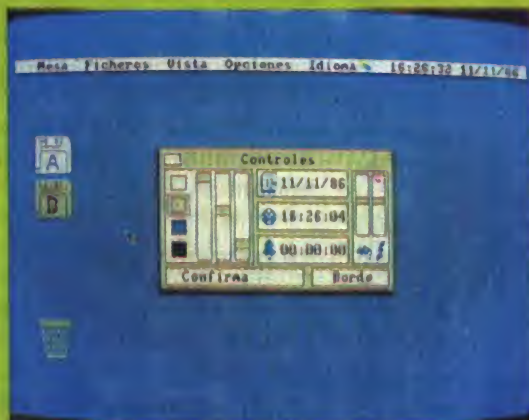 Mesa Ficheros Vista Opciones Idioma 16:26:32 11/11/86
A
B
Controles
11/11/86
16:26:04
00:00:00
Confirma Borde